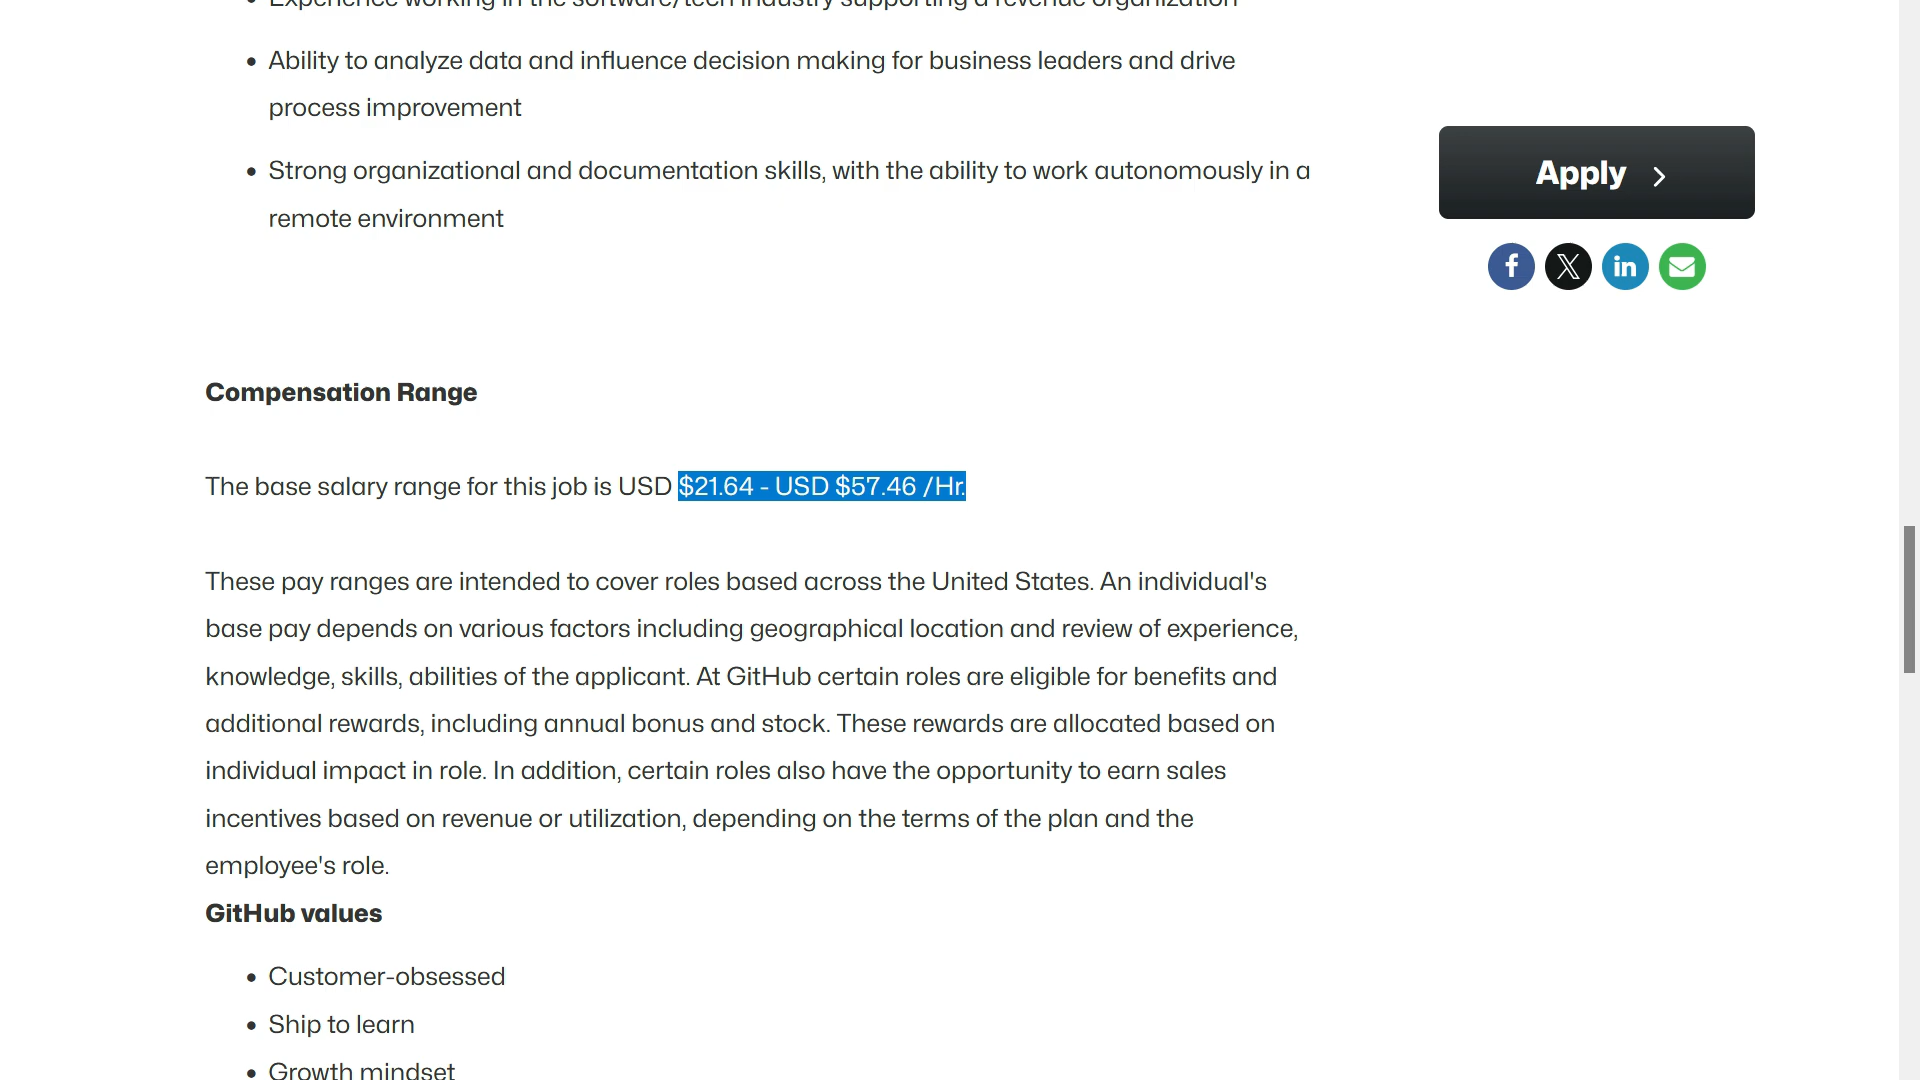 • Experience working in the software/tech industry supporting a revenue organization
• Ability to analyze data and influence decision making for business leaders and drive
process improvement
• Strong organizational and documentation skills, with the ability to work autonomously in a
remote environment
Apply >
Compensation Range
The base salary range for this job is USD $21.64 - USD $57.46 /Hr.
These pay ranges are intended to cover roles based across the United States. An individual's
base pay depends on various factors including geographical location and review of experience,
knowledge, skills, abilities of the applicant. At GitHub certain roles are eligible for benefits and
additional rewards, including annual bonus and stock. These rewards are allocated based on
individual impact in role. In addition, certain roles also have the opportunity to earn sales
incentives based on revenue or utilization, depending on the terms of the plan and the
employee's role.
GitHub values
• Customer-obsessed
• Ship to learn
• Growth mindset